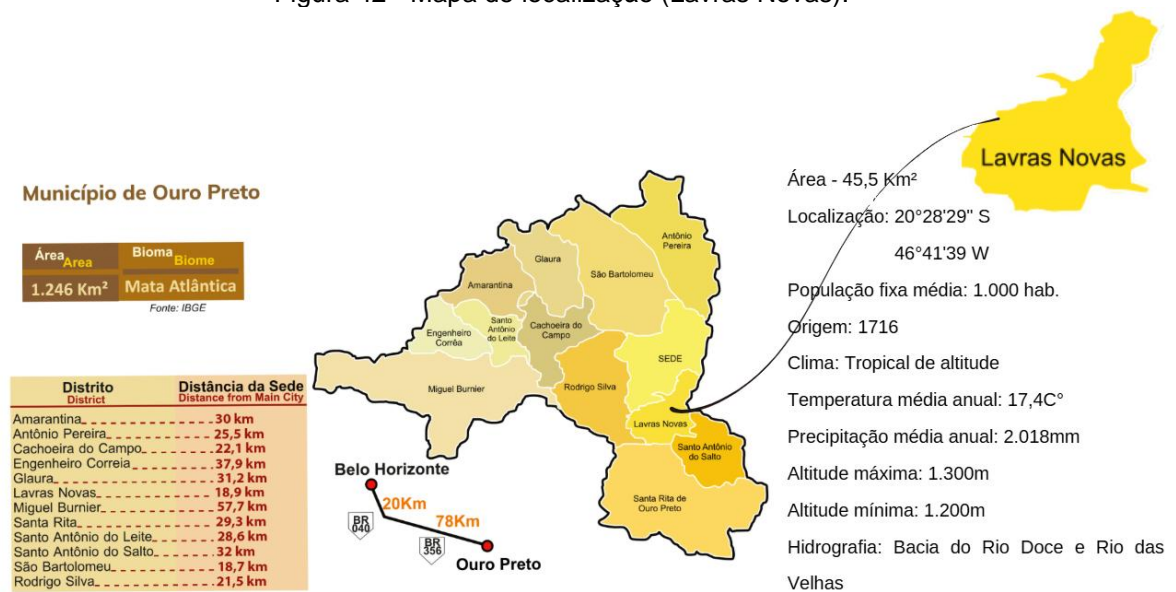 Figura 42 - Mapa de localização (Lavras Novas).
Lavras Novas
Município de Ouro Preto
Área Area
Bioma Biome
1.246 Km² Mata Atlântica
Fonte: IBGE
Distrito
District
Distância da Sede
Distance from Main City
Amarantina 30 km
Antônio Pereira 25,5 km
Cachoeira do Campo 22,1 km
Engenheiro Correia 37,9 km
Glaura 31,2 km
Lavras Novas 18,9 km
Miguel Burnier 57,7 km
Santa Rita 29,3 km
Santo Antônio do Leite 28,6 km
Santo Antônio do Salto 32 km
São Bartolomeu 18,7 km
Rodrigo Silva 21,5 km
Antônio
Pereira
Glaura
São Bartolomeu
Amarantina
Santo
Antônio
do Leite
Cachoeira do
Campo
Engenheiro
Corrêa
SEDE
Miguel Burnier
Rodrigo Silva
Lavras Novas
Santo Antônio
do Salto
Santa Rita de
Ouro Preto
Belo Horizonte
20Km
BR
040
78Km
BR
356
Ouro Preto
Área - 45,5 Km²
Localização: 20°28'29" S
46°41'39 W
População fixa média: 1.000 hab.
Origem: 1716
Clima: Tropical de altitude
Temperatura média anual: 17,4C°
Precipitação média anual: 2.018mm
Altitude máxima: 1.300m
Altitude mínima: 1.200m
Hidrografia: Bacia do Rio Doce e Rio das
Velhas